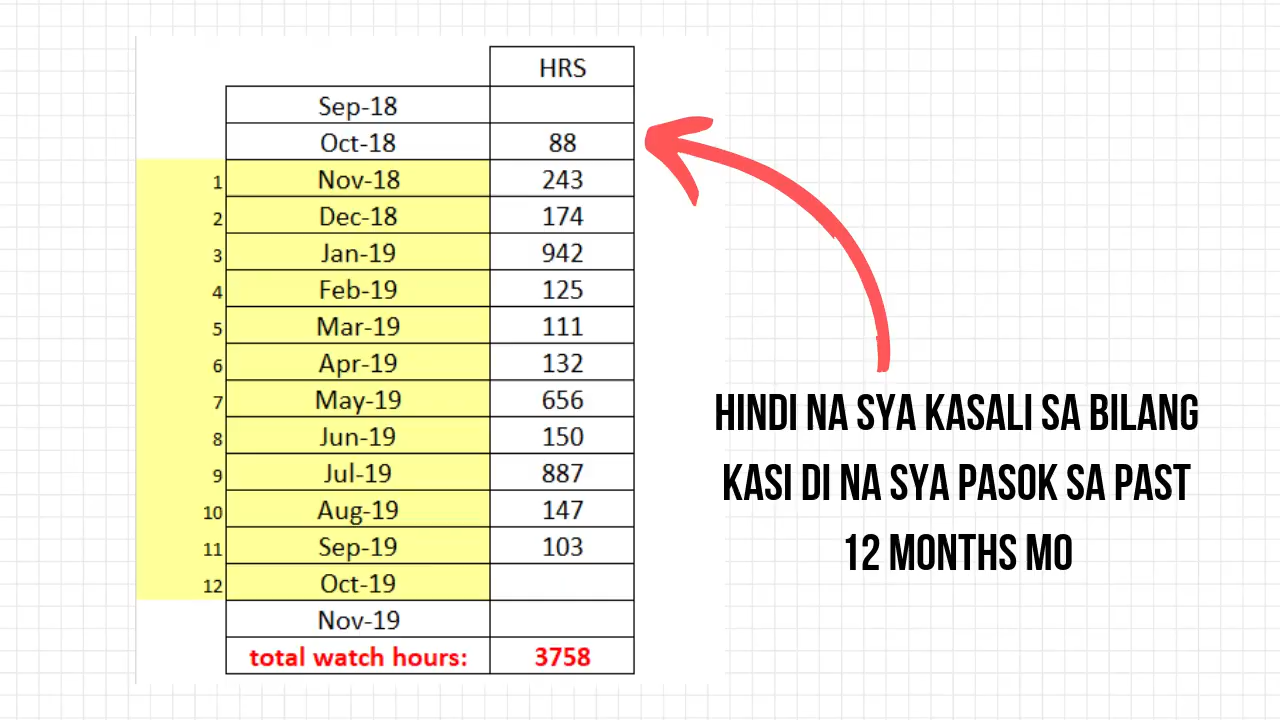 HRS
Sep-18
Oct-18 88
1 Nov-18 243
2 Dec-18 174
3 Jan-19 942
4 Feb-19 125
5 Mar-19 111
6 Apr-19 132
7 May-19 656
8 Jun-19 150
9 Jul-19 887
10 Aug-19 147
11 Sep-19 103
12 Oct-19
Nov-19
total watch hours: 3758
HINDI NA SYA KASALI SA BILANG
KASI DI NA SYA PASOK SA PAST
12 MONTHS MO